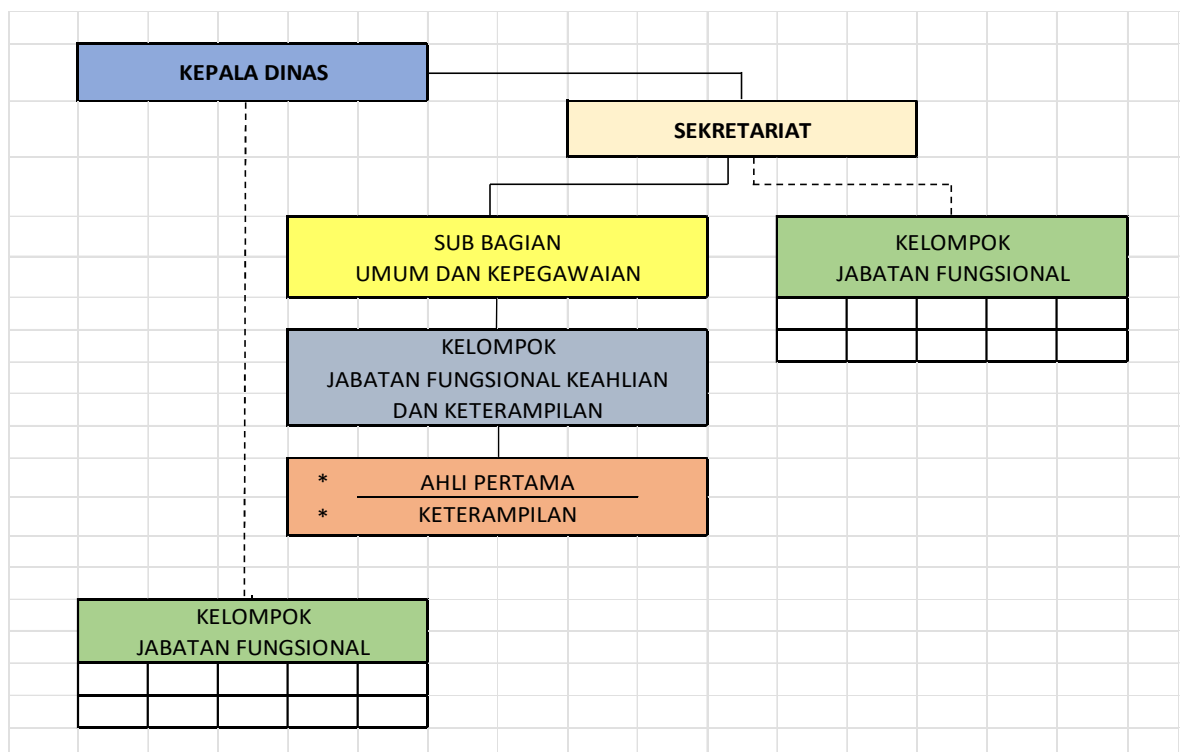 KEPALA DINAS
SEKRETARIAT
SUB BAGIAN
UMUM DAN KEPEGAWAIAN
KELOMPOK
JABATAN FUNGSIONAL
KELOMPOK
JABATAN FUNGSIONAL KEAHLIAN
DAN KETERAMPILAN
* AHLI PERTAMA
* KETERAMPILAN
KELOMPOK
JABATAN FUNGSIONAL